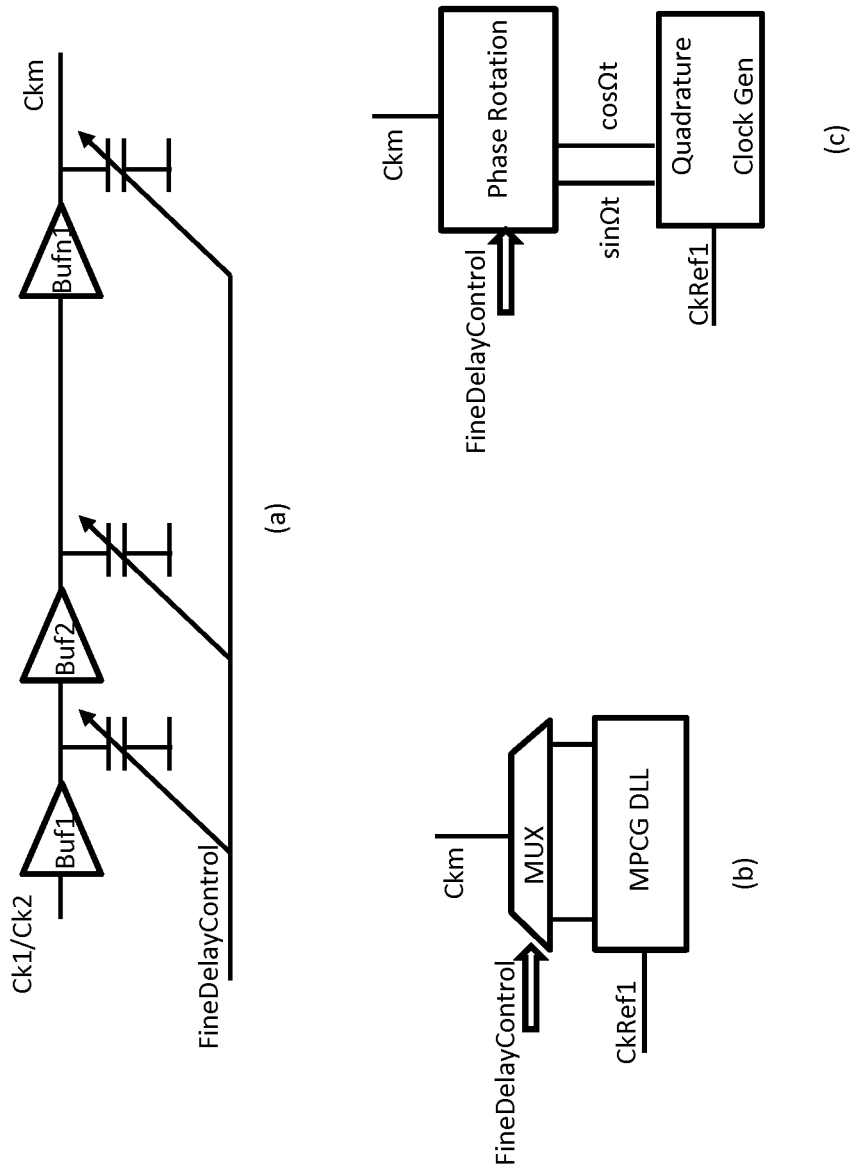 Ck1/Ck2
Buf1
Buf2
Bufn1
Ckm
FineDelayControl
(a)
FineDelayControl
Ckm
MUX
MPCG DLL
CkRef1
(b)
FineDelayControl
Ckm
Phase Rotation
sinΩt
cosΩt
CkRef1
Quadrature
Clock Gen
(c)